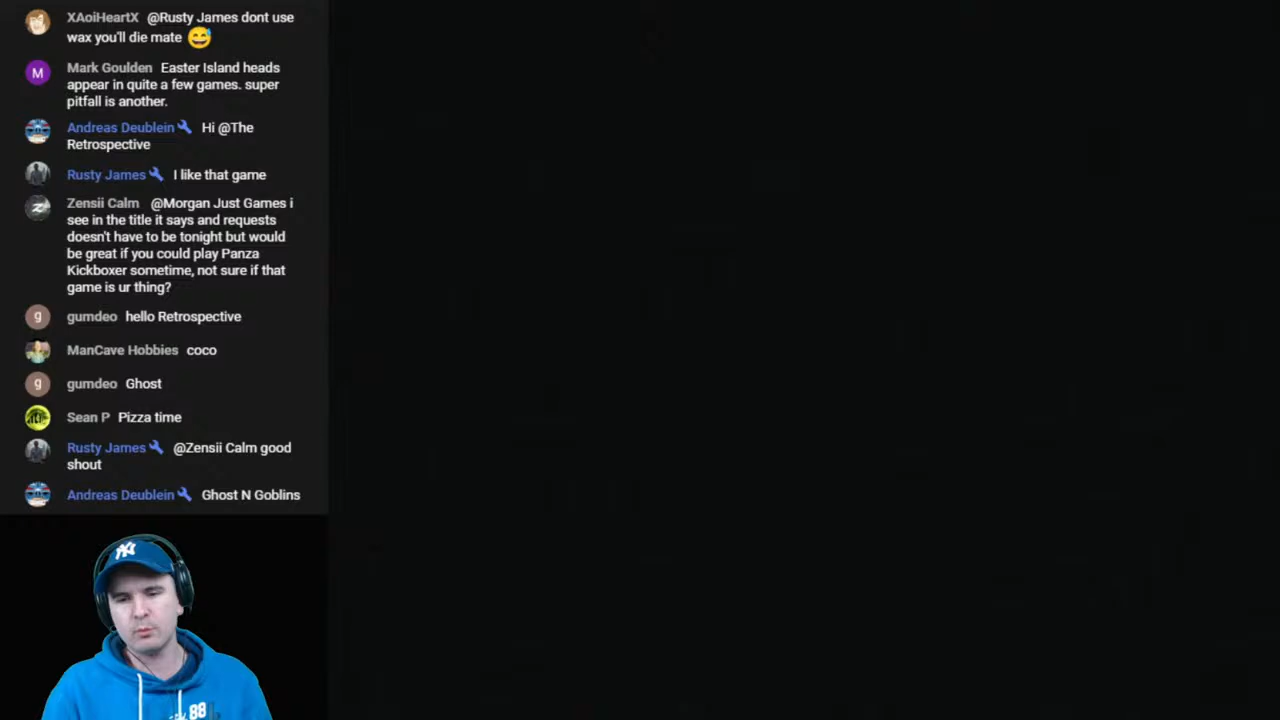 XAoiHeartX @Rusty James dont use
wax you'll die mate 😅
M
Mark Goulden Easter Island heads
appear in quite a few games. super
pitfall is another.
Andreas Deublein Hi @The
Retrospective
Rusty James I like that game
Zensii Calm @Morgan Just Games i
see in the title it says and requests
doesn't have to be tonight but would
be great if you could play Panza
Kickboxer sometime, not sure if that
game is ur thing?
g
gumdeo hello Retrospective
ManCave Hobbies coco
g
gumdeo Ghost
Sean P Pizza time
Rusty James @Zensii Calm good
shout
Andreas Deublein Ghost N Goblins
NY
88